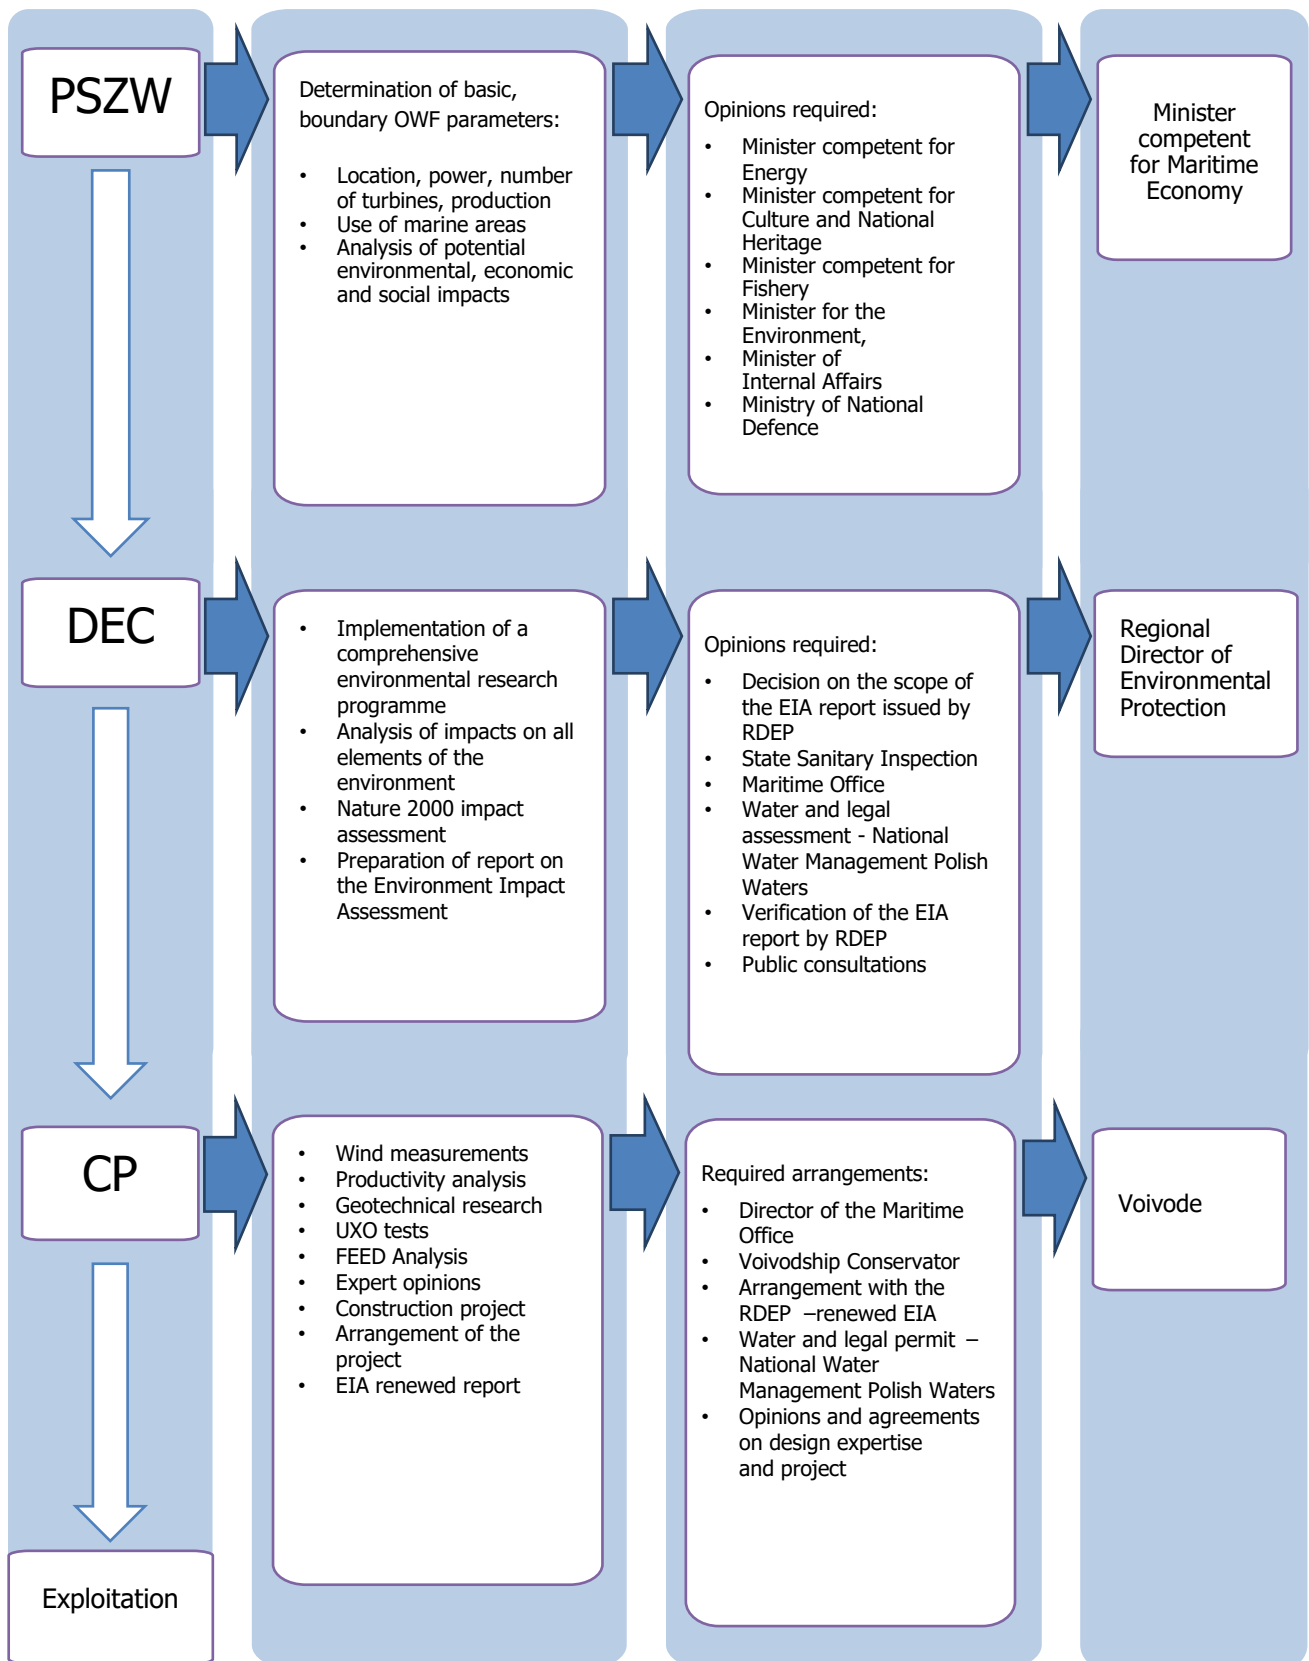 PSZW
Determination of basic,
boundary OWF parameters:
• Location, power, number
of turbines, production
• Use of marine areas
• Analysis of potential
environmental, economic
and social impacts
Opinions required:
• Minister competent for
Energy
• Minister competent for
Culture and National
Heritage
• Minister competent for
Fishery
• Minister for the
Environment,
• Minister of
Internal Affairs
• Ministry of National
Defence
Minister
competent
for Maritime
Economy
DEC
• Implementation of a
comprehensive
environmental research
programme
• Analysis of impacts on all
elements of the
environment
• Nature 2000 impact
assessment
• Preparation of report on
the Environment Impact
Assessment
Opinions required:
• Decision on the scope of
the EIA report issued by
RDEP
• State Sanitary Inspection
• Maritime Office
• Water and legal
assessment - National
Water Management Polish
Waters
• Verification of the EIA
report by RDEP
• Public consultations
Regional
Director of
Environmental
Protection
CP
• Wind measurements
• Productivity analysis
• Geotechnical research
• UXO tests
• FEED Analysis
• Expert opinions
• Construction project
• Arrangement of the
project
• EIA renewed report
Required arrangements:
• Director of the Maritime
Office
• Voivodship Conservator
• Arrangement with the
RDEP –renewed EIA
• Water and legal permit –
National Water
Management Polish Waters
• Opinions and agreements
on design expertise
and project
Voivode
Exploitation